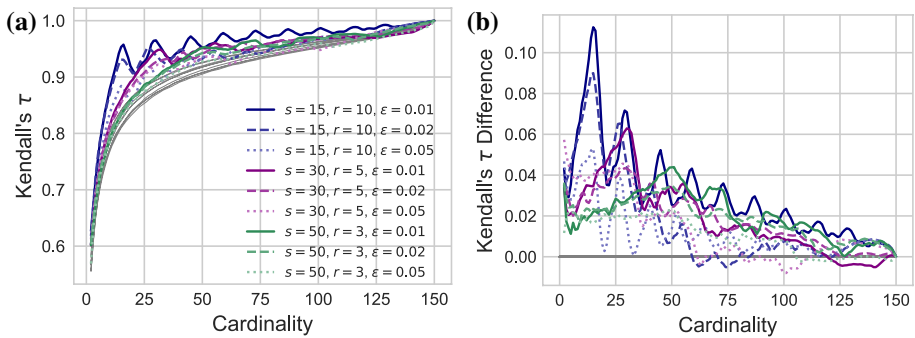 (a)
Kendall's τ
1.0
0.9
0.8
0.7
0.6
s = 15, r = 10, ε = 0.01
s = 15, r = 10, ε = 0.02
s = 15, r = 10, ε = 0.05
s = 30, r = 5, ε = 0.01
s = 30, r = 5, ε = 0.02
s = 30, r = 5, ε = 0.05
s = 50, r = 3, ε = 0.01
s = 50, r = 3, ε = 0.02
s = 50, r = 3, ε = 0.05
0 25 50 75 100 125 150
Cardinality
(b)
Kendall's τ Difference
0.10
0.08
0.06
0.04
0.02
0.00
0 25 50 75 100 125 150
Cardinality